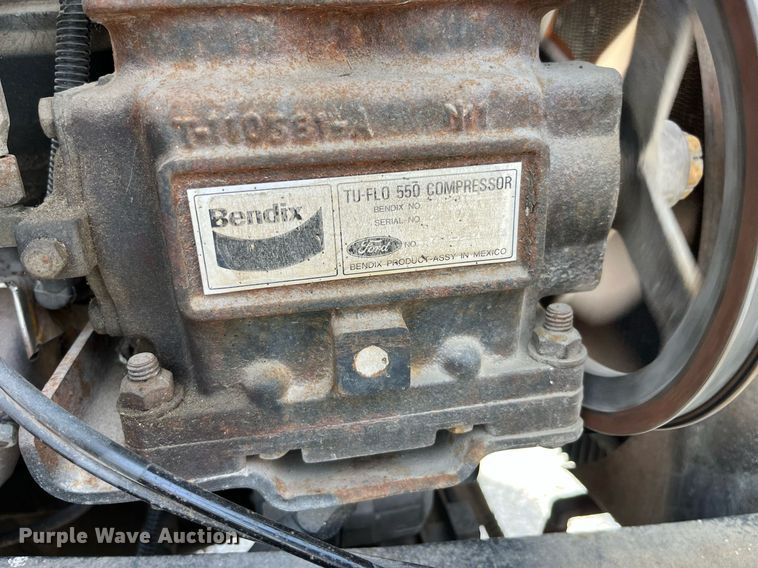 T-110531-A
Bendix
TU-FLO 550 COMPRESSOR
BENDIX NO.
SERIAL NO.
Ford NO.
BENDIX PRODUCT-ASSY IN MEXICO
Purple Wave Auction